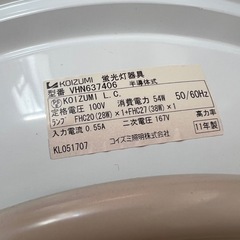 KOIZUMI 蛍光灯器具
型番 VHN637406 半導体式
KOIZUMI L.C. 50/60Hz
定格電圧 100V 消費電力 54W
ランプ FHC20(28W)×1+FHC27(38W)×1
入力電流 0.55A 二次電圧 167V 高力率
KL051707 コイズミ照明株式会社 11年製